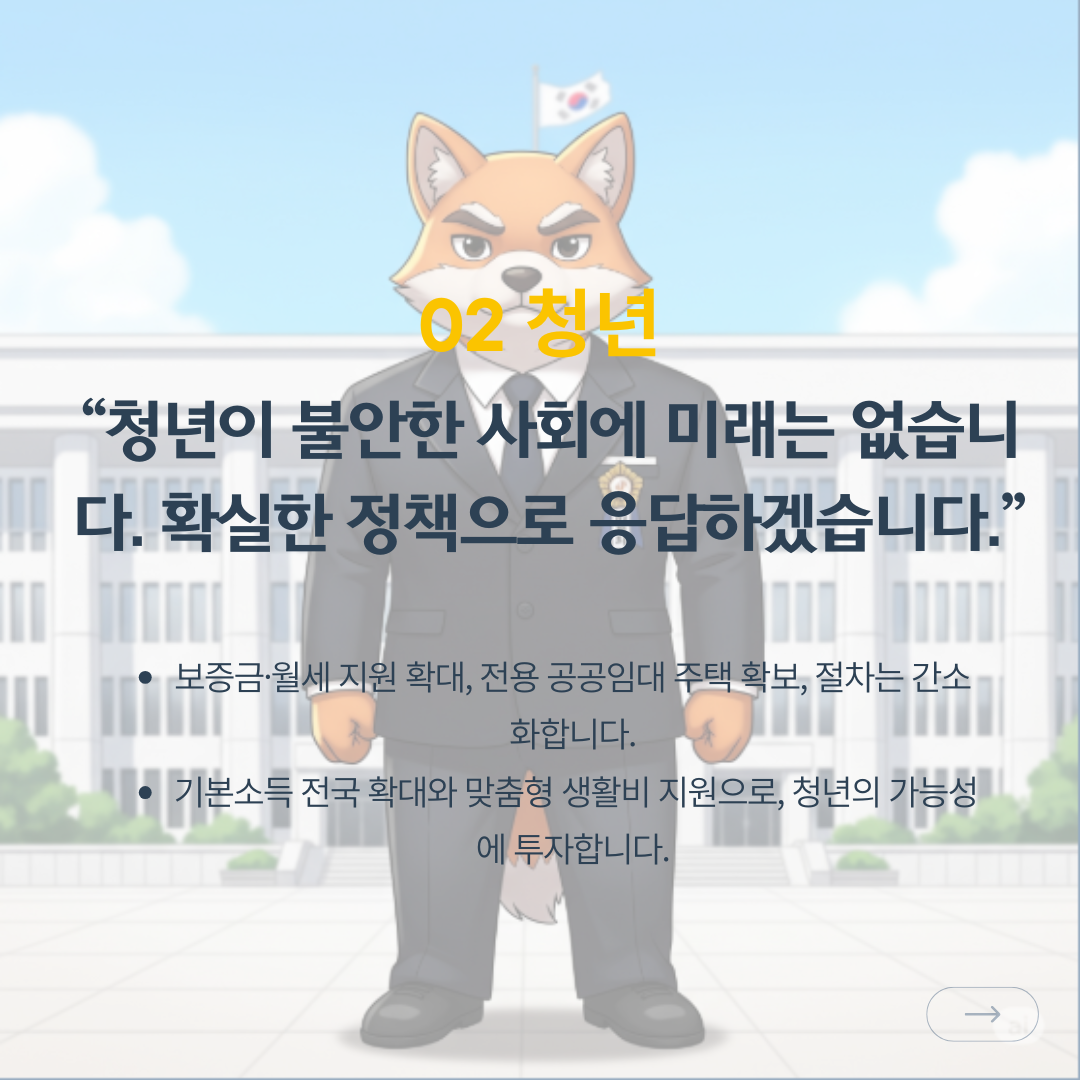 02 청년
“청년이 불안한 사회에 미래는 없습니
다. 확실한 정책으로 응답하겠습니다.”
• 보증금·월세 지원 확대, 전용 공공임대 주택 확보, 절차는 간소
화합니다.
• 기본소득 전국 확대와 맞춤형 생활비 지원으로, 청년의 가능성
에 투자합니다.